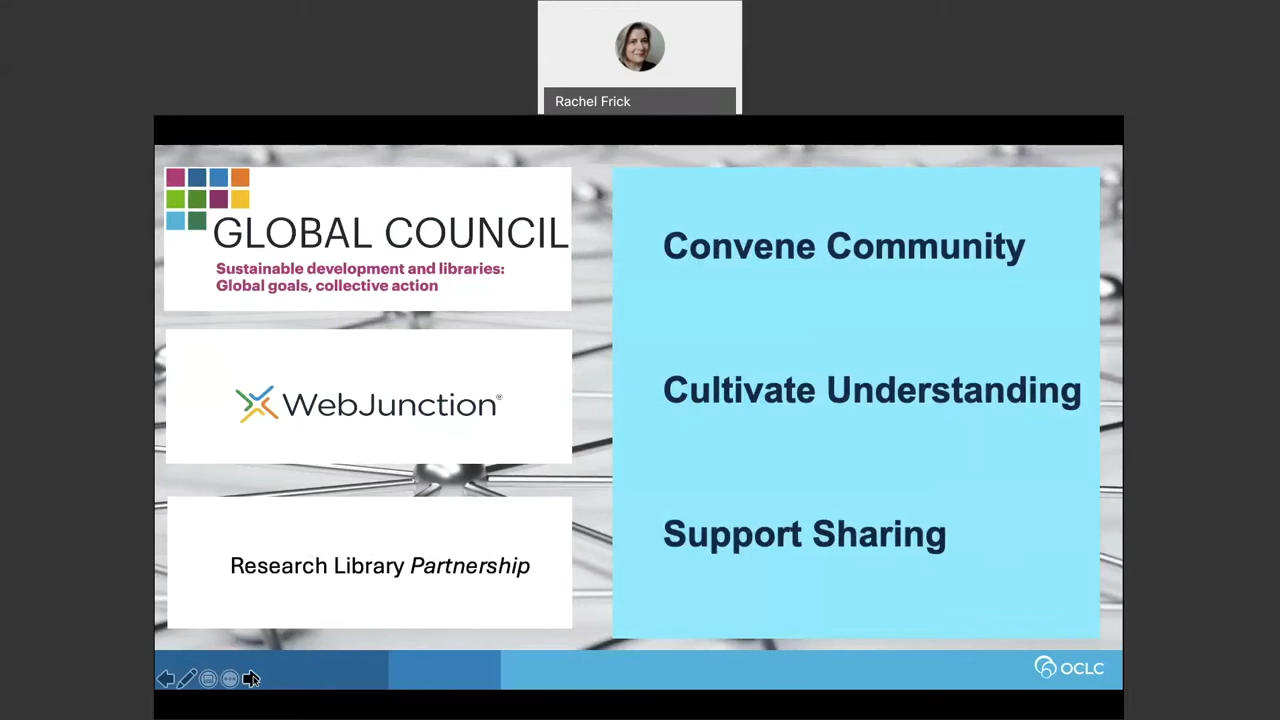 Rachel Frick
GLOBAL COUNCIL
Sustainable development and libraries:
Global goals, collective action
WebJunction®
Research Library Partnership
Convene Community
Cultivate Understanding
Support Sharing
OCLC